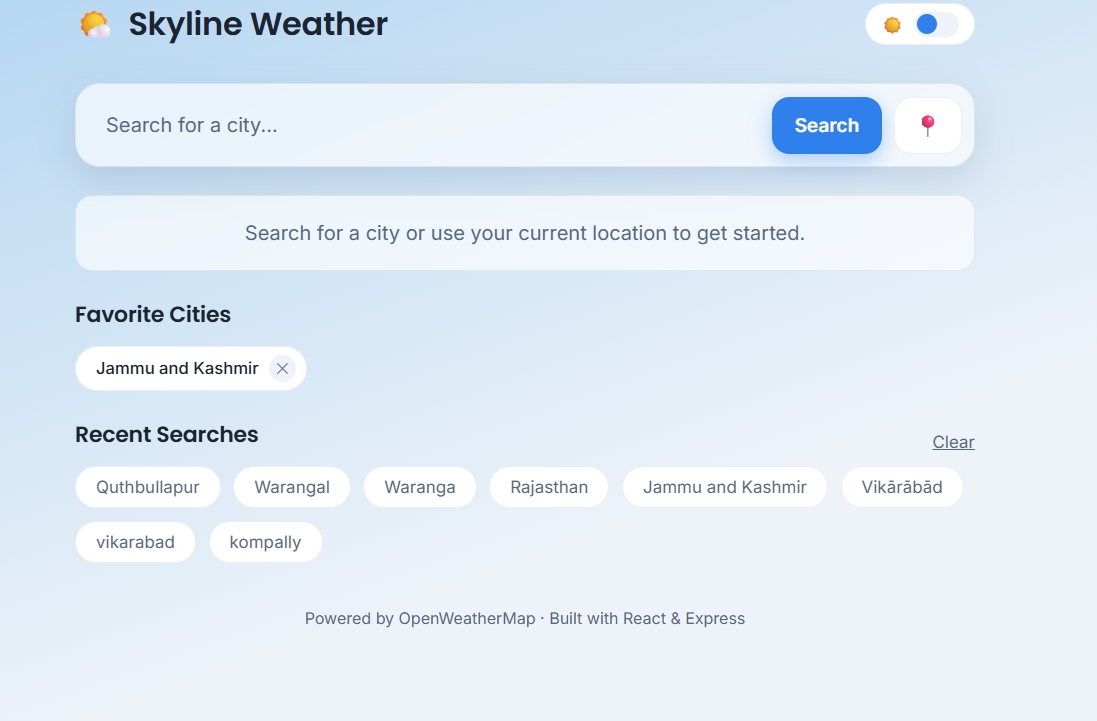 Skyline Weather
Search for a city...
Search
Search for a city or use your current location to get started.
Favorite Cities
Jammu and Kashmir
Recent Searches
Clear
Quthbullapur Warangal Waranga Rajasthan Jammu and Kashmir Vikārābād
vikarabad kompally
Powered by OpenWeatherMap · Built with React & Express